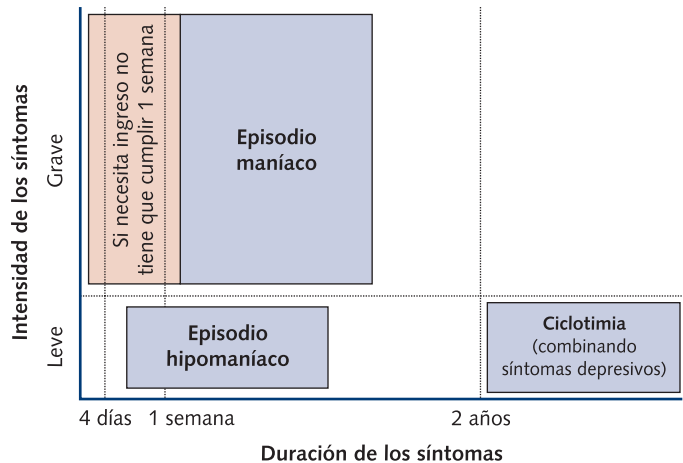 Intensidad de los síntomas
Grave
Leve
Si necesita ingreso no
tiene que cumplir 1 semana
Episodio
maníaco
Episodio
hipomaníaco
Ciclotimia
(combinando
síntomas depresivos)
4 días
1 semana
2 años
Duración de los síntomas